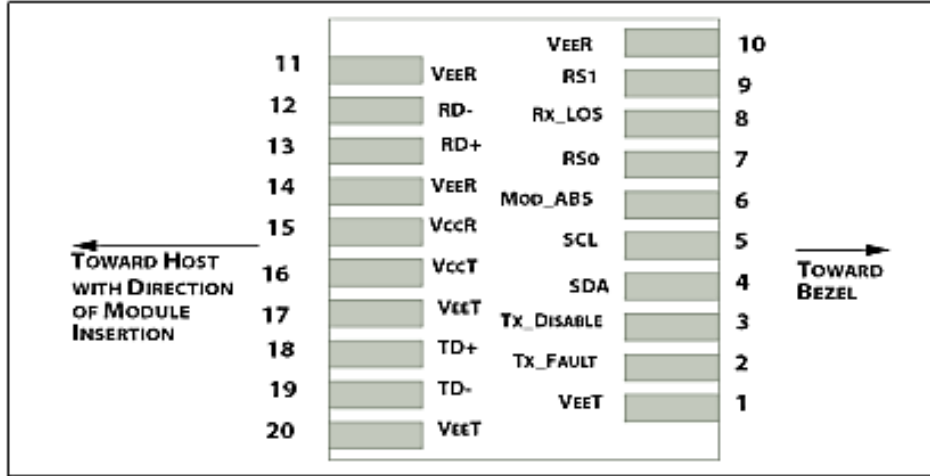 11 VEER
12 RD-
13 RD+
14 VEER
15 VCCR
16 VCCT
17 VEET
18 TD+
19 TD-
20 VEET
TOWARD HOST
WITH DIRECTION
OF MODULE
INSERTION
VEER 10
RS1 9
RX_LOS 8
RS0 7
MOD_ABS 6
SCL 5
SDA 4
TX_DISABLE 3
TX_FAULT 2
VEET 1
TOWARD
BEZEL